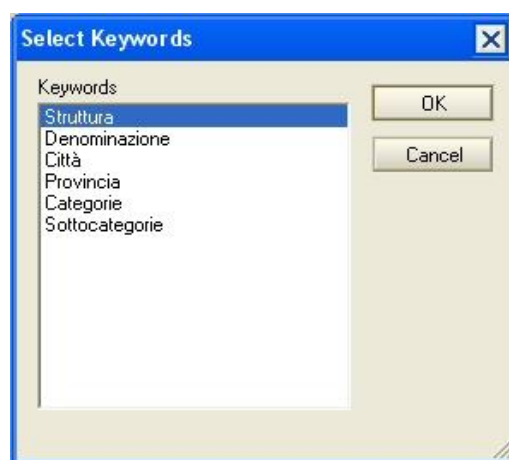 Select Keywords
Keywords
Struttura
Denominazione
Città
Provincia
Categorie
Sottocategorie
OK
Cancel